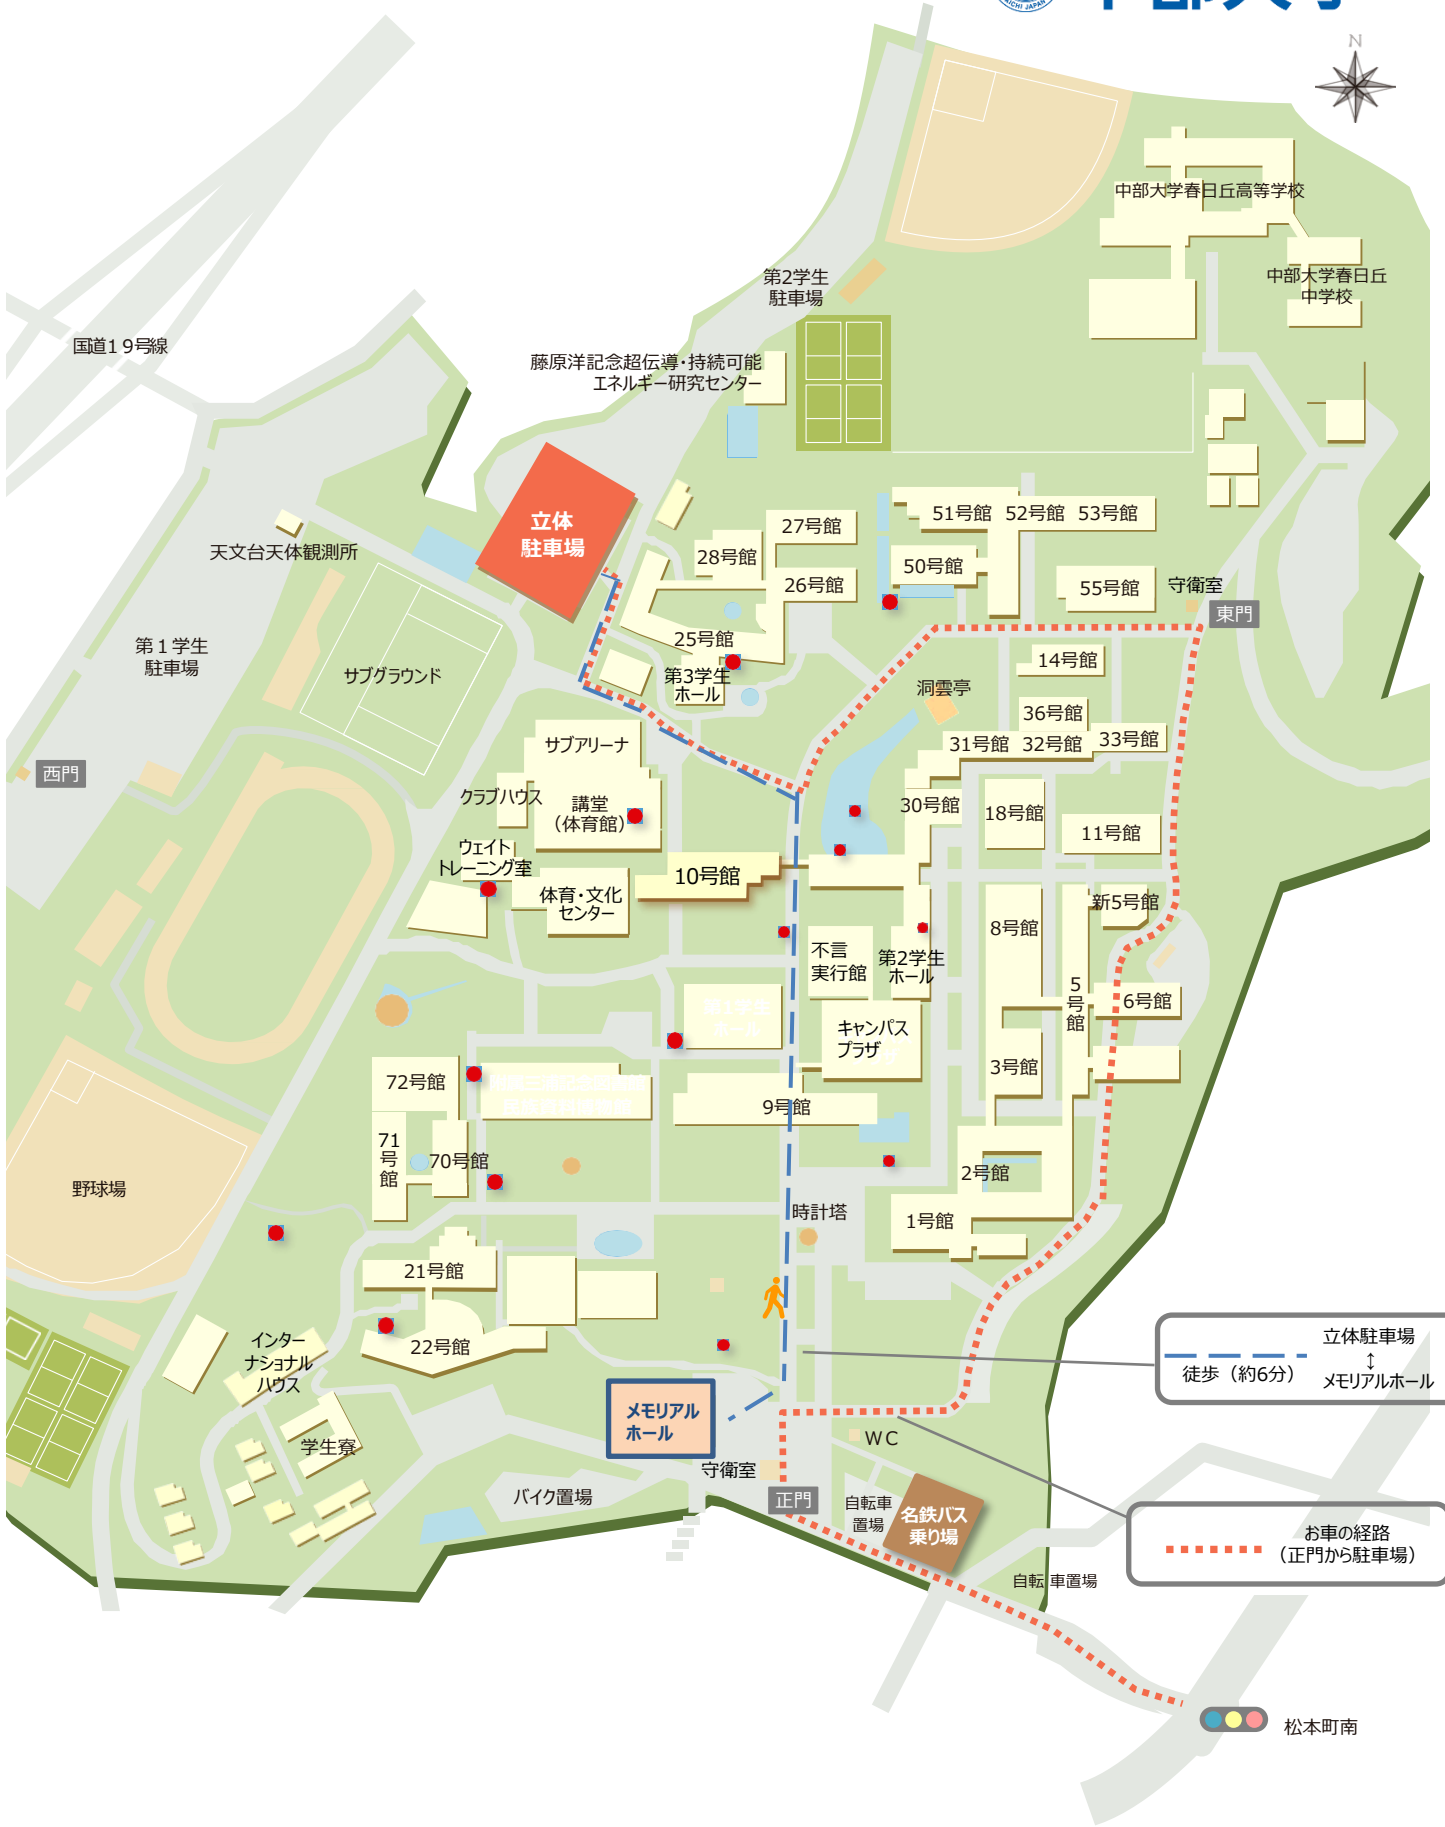 AICHI JAPAN
N
中部大学春日丘高等学校
中部大学春日丘
中学校
第2学生
駐車場
国道19号線
藤原洋記念超伝導・持続可能
エネルギー研究センター
立体
駐車場
天文台天体観測所
27号館
28号館
26号館
25号館
第3学生
ホール
51号館
52号館
53号館
50号館
55号館
守衛室
東門
第1学生
駐車場
サブグラウンド
14号館
洞雲亭
36号館
31号館
32号館
33号館
西門
サブアリーナ
クラブハウス
講堂
(体育館)
30号館
18号館
11号館
ウェイト
トレーニング室
10号館
体育・文化
センター
新5号館
8号館
不言
実行館
第2学生
ホール
5
号
館
6号館
キャンパス
プラザ
3号館
72号館
9号館
71
号
館
70号館
2号館
野球場
時計塔
1号館
21号館
22号館
インター
ナショナル
ハウス
立体駐車場
↕
メモリアルホール
徒歩(約6分)
メモリアル
ホール
学生寮
WC
守衛室
バイク置場
正門
自転車
置場
名鉄バス
乗り場
お車の経路
(正門から駐車場)
自転車置場
松本町南